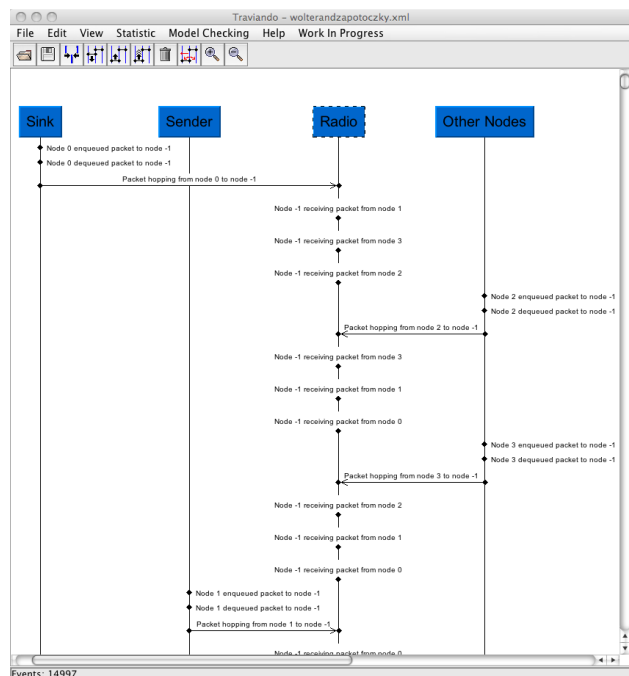 Traviando – wolterandzapotoczky.xml
File Edit View Statistic Model Checking Help Work In Progress
Sink Sender Radio Other Nodes
Node 0 enqueued packet to node -1
Node 0 dequeued packet to node -1
Packet hopping from node 0 to node -1
Node -1 receiving packet from node 1
Node -1 receiving packet from node 3
Node -1 receiving packet from node 2
Node 2 enqueued packet to node -1
Node 2 dequeued packet to node -1
Packet hopping from node 2 to node -1
Node -1 receiving packet from node 3
Node -1 receiving packet from node 1
Node -1 receiving packet from node 0
Node 3 enqueued packet to node -1
Node 3 dequeued packet to node -1
Packet hopping from node 3 to node -1
Node -1 receiving packet from node 2
Node -1 receiving packet from node 1
Node -1 receiving packet from node 0
Node 1 enqueued packet to node -1
Node 1 dequeued packet to node -1
Packet hopping from node 1 to node -1
Node -1 receiving packet from node 0
Events: 14997